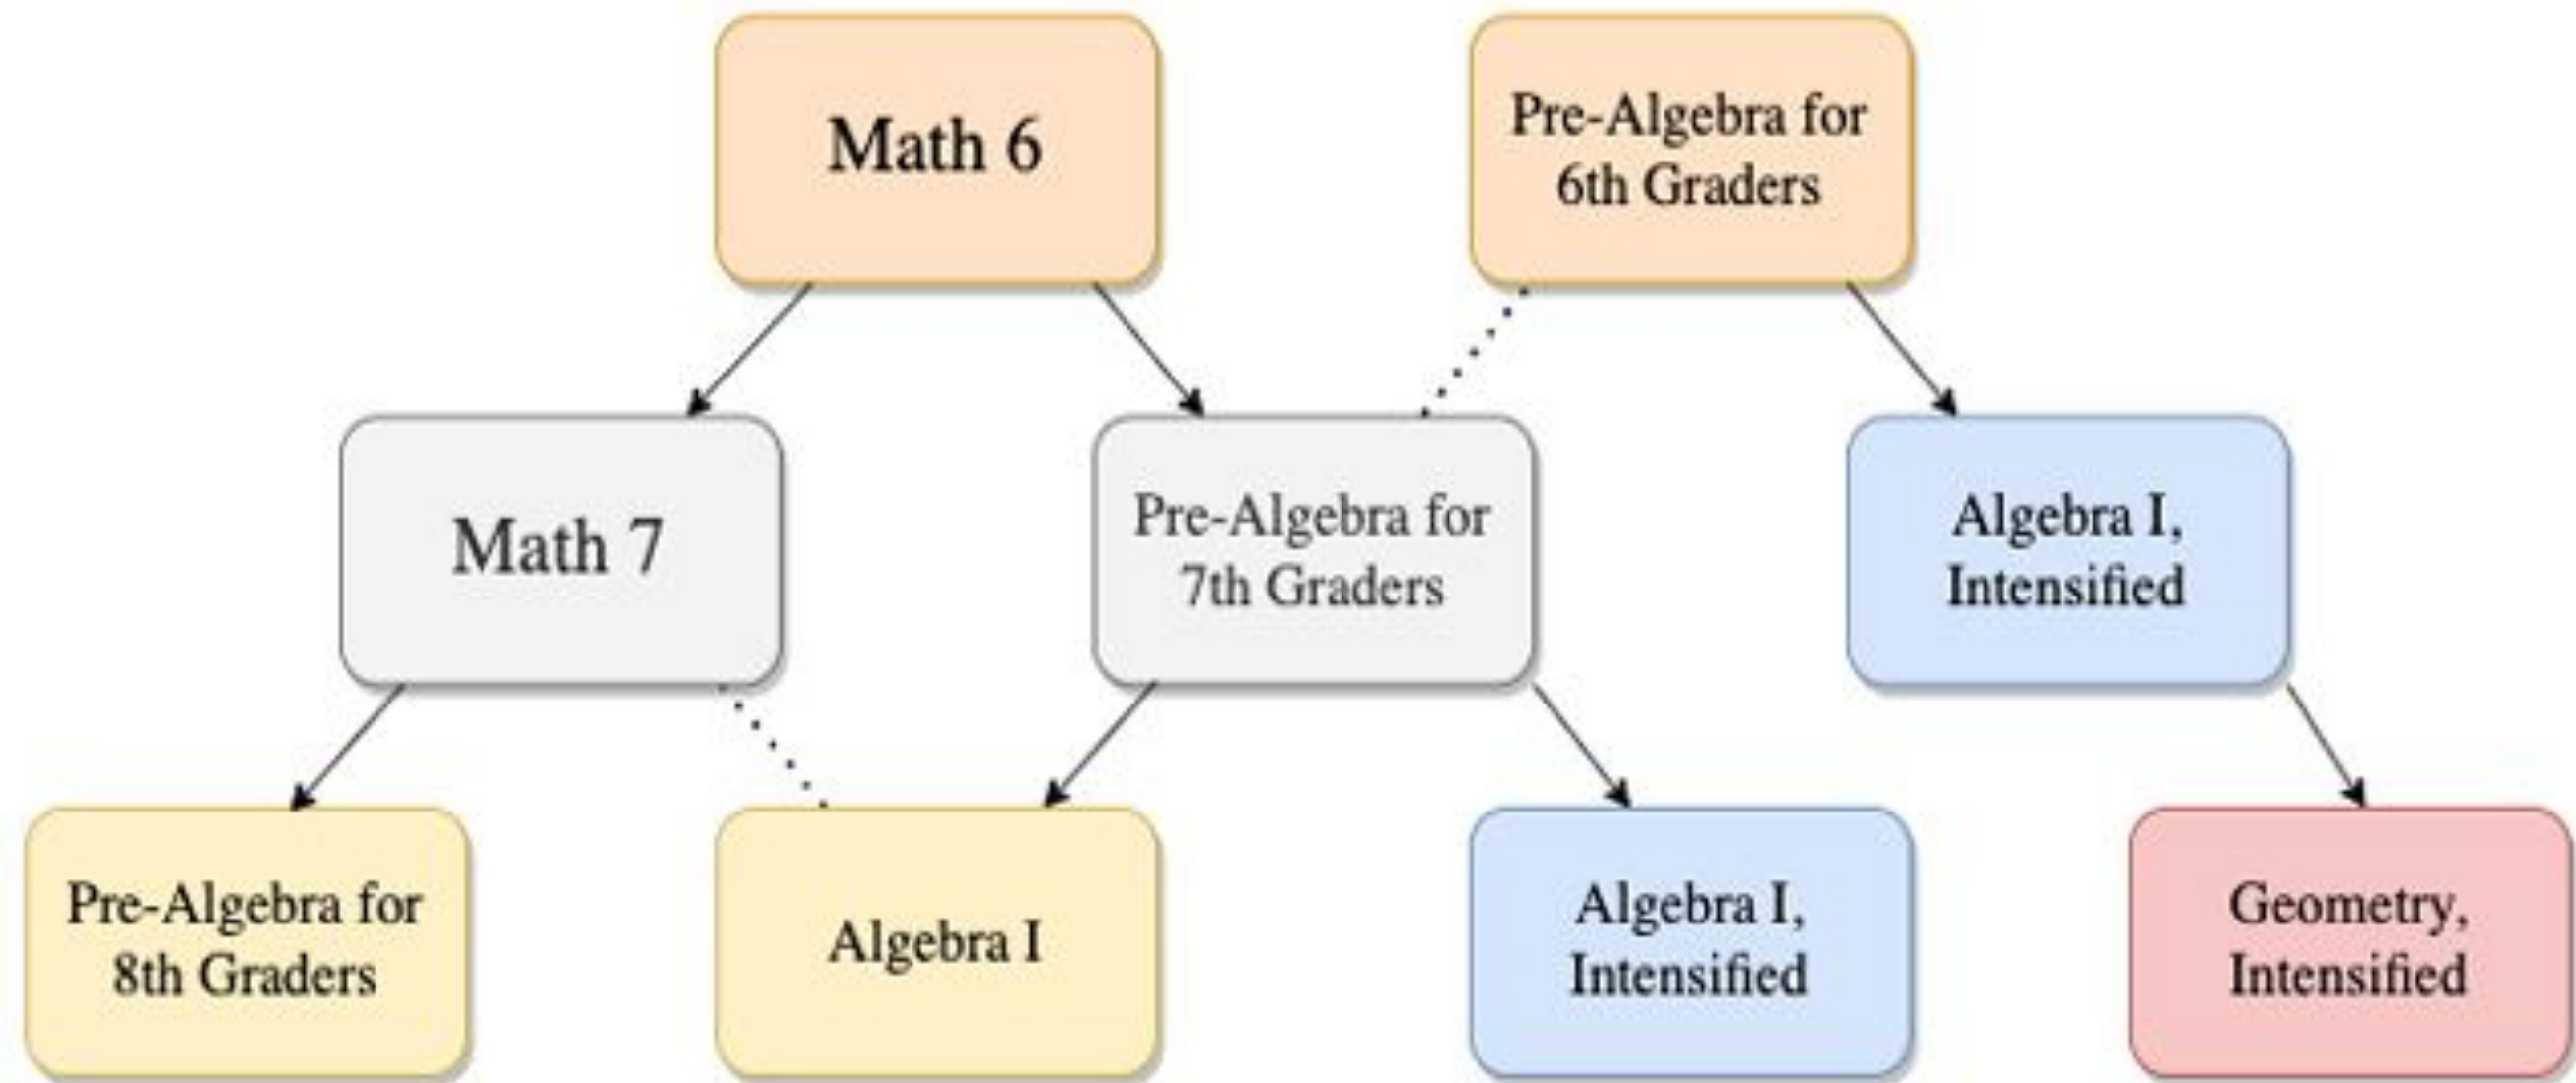 Math 6
Pre-Algebra for
6th Graders
Math 7
Pre-Algebra for
7th Graders
Algebra I,
Intensified
Pre-Algebra for
8th Graders
Algebra I
Algebra I,
Intensified
Geometry,
Intensified